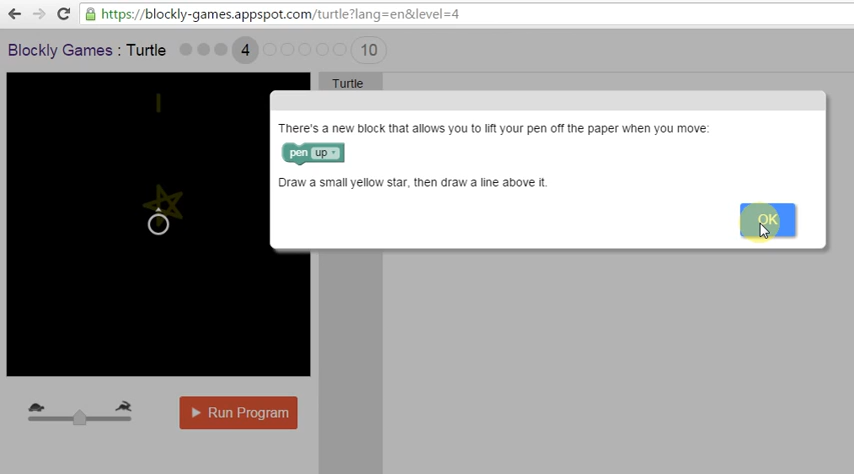 https://blockly-games.appspot.com/turtle?lang=en&level=4
Blockly Games : Turtle
4
10
Turtle
There's a new block that allows you to lift your pen off the paper when you move:
pen up
Draw a small yellow star, then draw a line above it.
OK
Run Program